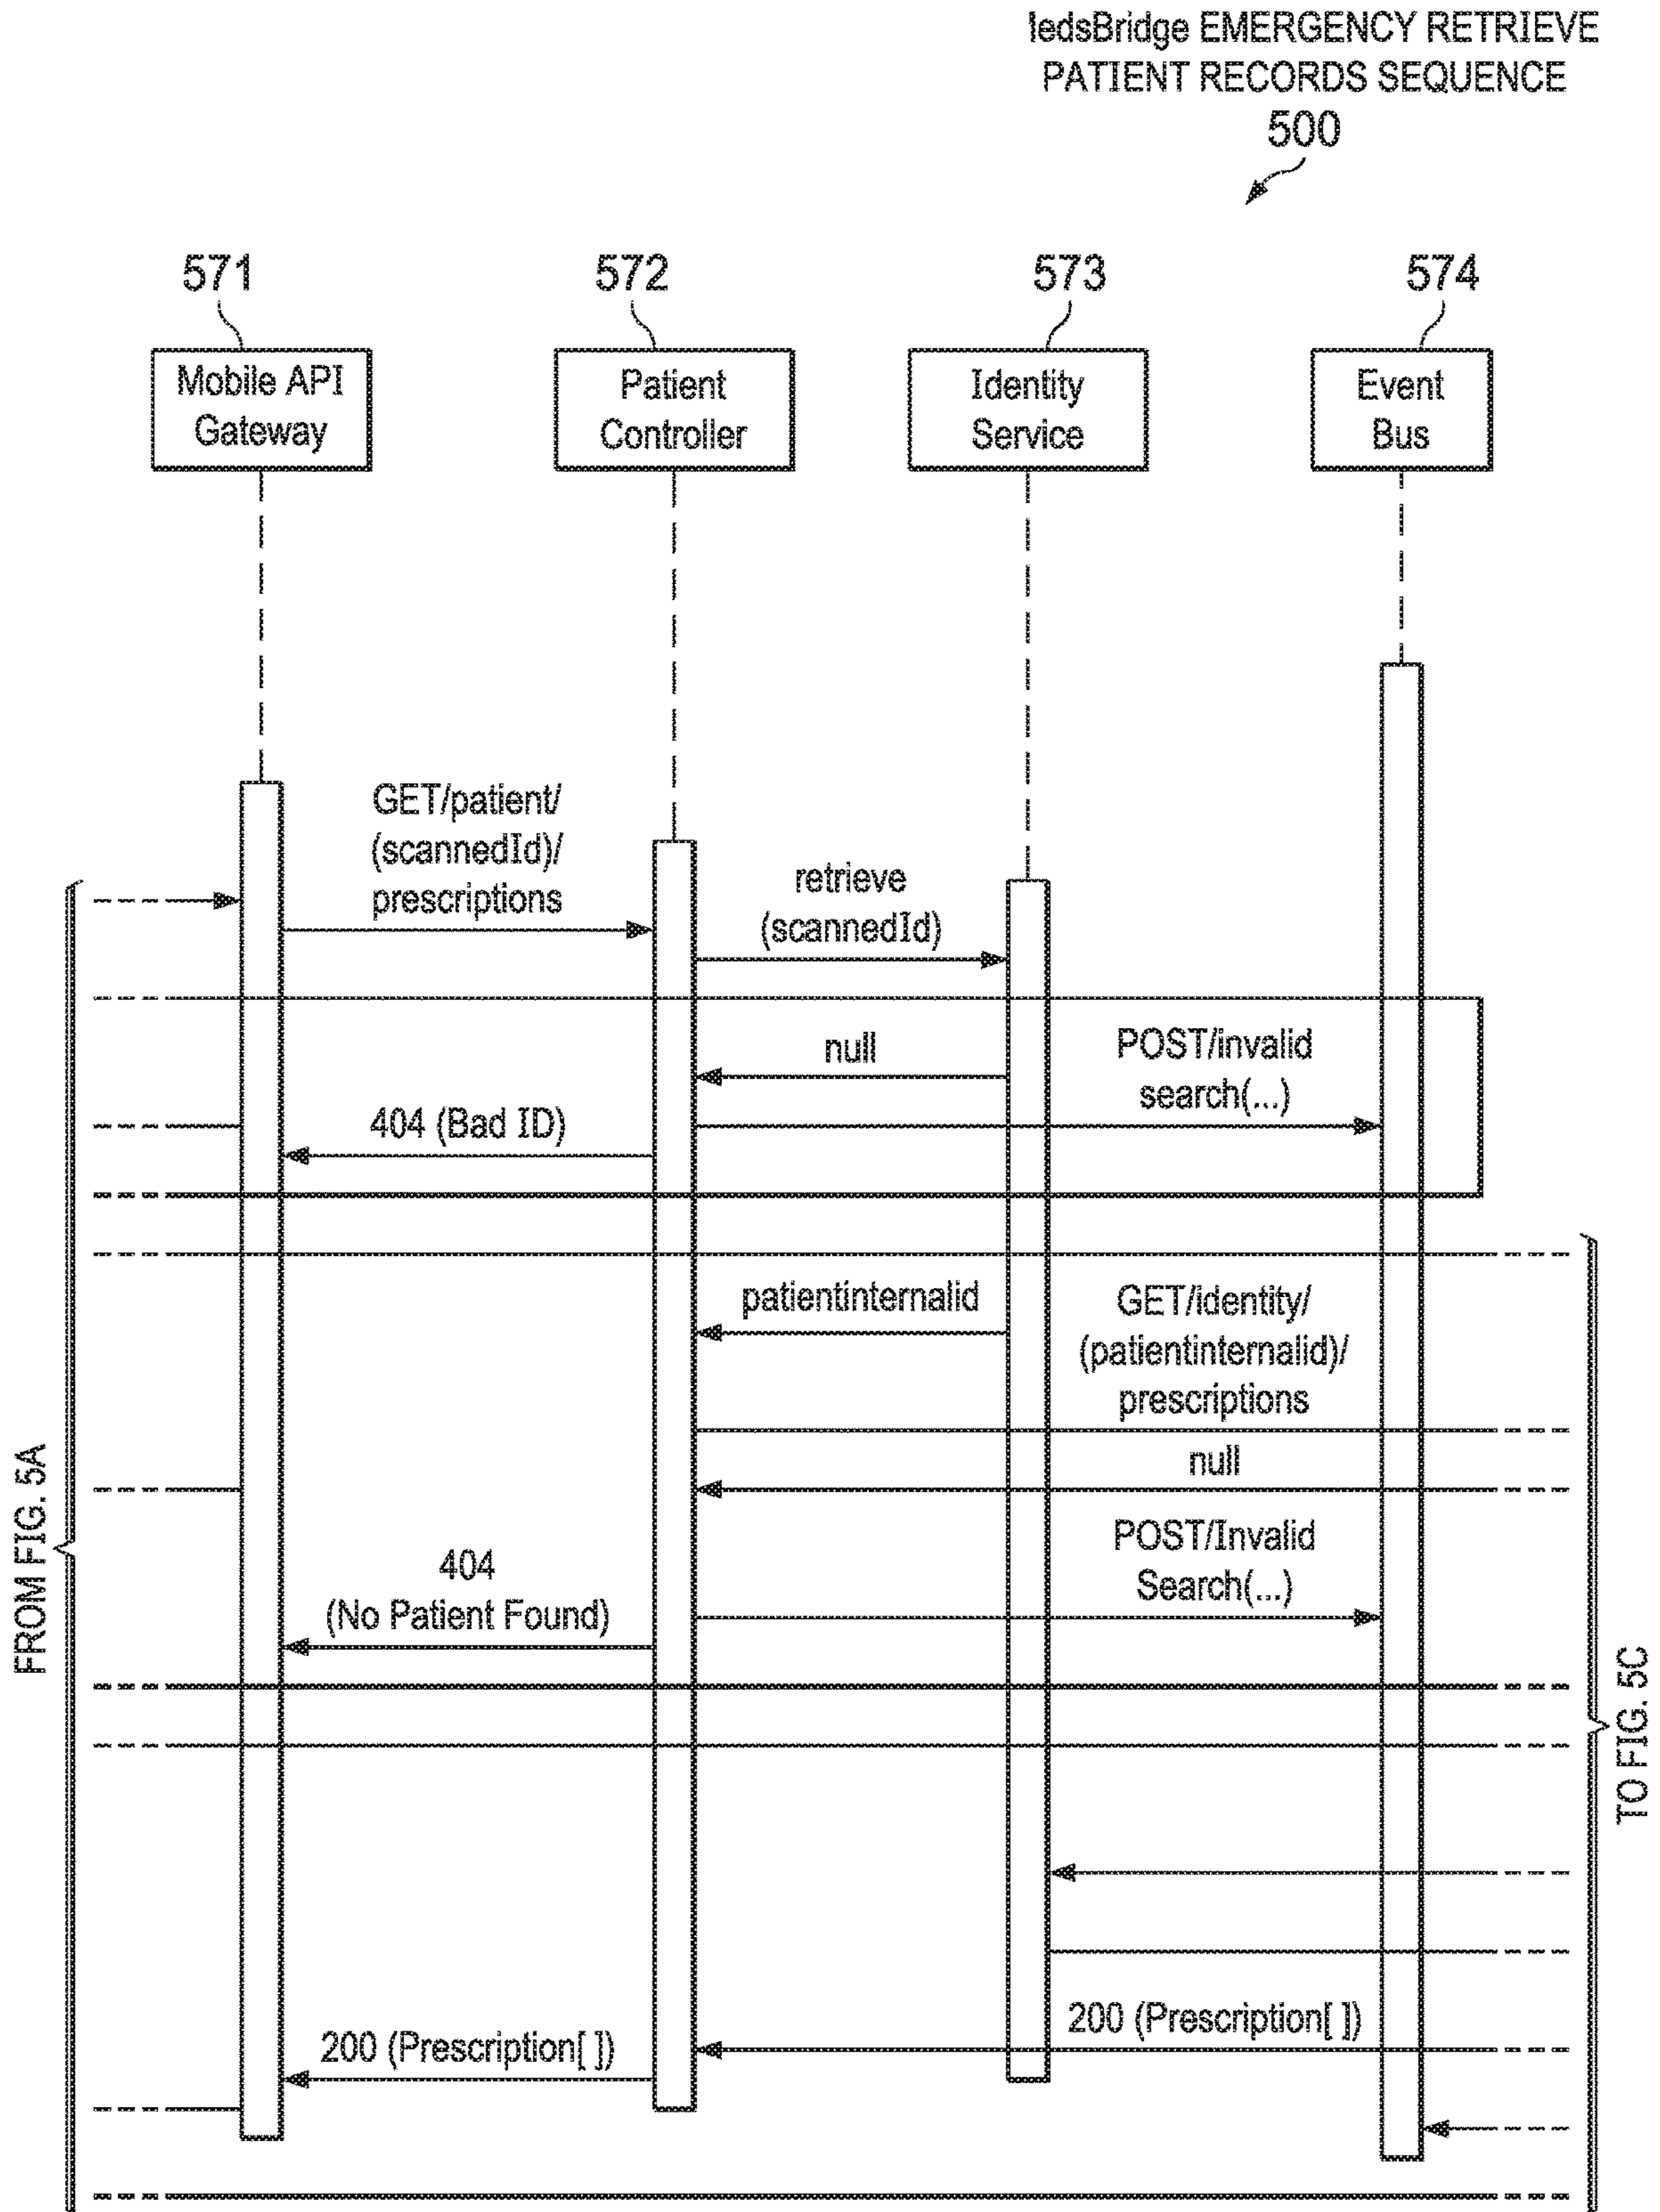 IedsBridge EMERGENCY RETRIEVE
PATIENT RECORDS SEQUENCE
500
571
572
573
574
Mobile API
Gateway
Patient
Controller
Identity
Service
Event
Bus
GET/patient/
(scannedId)/
prescriptions
retrieve
(scannedId)
null
POST/invalid
search(...)
404 (Bad ID)
patientinternalid
GET/identity/
(patientinternalid)/
prescriptions
null
POST/Invalid
Search(...)
404
(No Patient Found)
FROM FIG. 5A
TO FIG. 5C
200 (Prescription[ ])
200 (Prescription[ ])